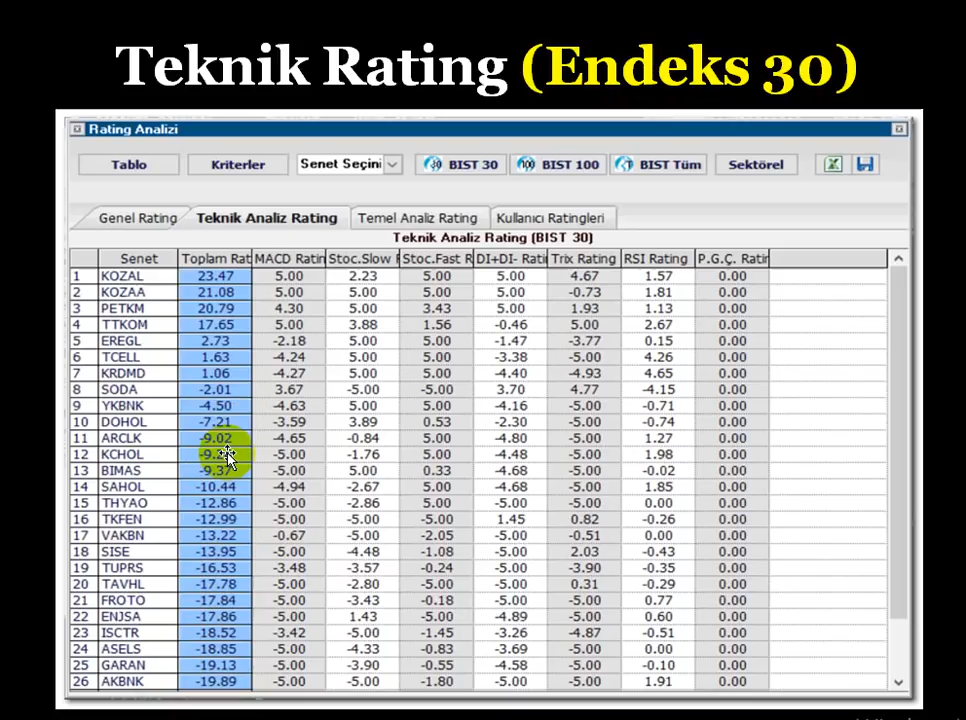 Teknik Rating (Endeks 30)
Rating Analizi
Tablo Kriterler Senet Seçini BIST 30 BIST 100 BIST Tüm Sektörel
Genel Rating Teknik Analiz Rating Temel Analiz Rating Kullanıcı Ratingleri
Teknik Analiz Rating (BIST 30)
Senet Toplam Rat MACD Ratin Stoc.Slow R Stoc.Fast R DI+DI- Rati Trix Rating RSI Rating P.G.Ç. Ratin
1 KOZAL 23.47 5.00 2.23 5.00 5.00 4.67 1.57 0.00
2 KOZAA 21.08 5.00 5.00 5.00 5.00 -0.73 1.81 0.00
3 PETKM 20.79 4.30 5.00 3.43 5.00 1.93 1.13 0.00
4 TTKOM 17.65 5.00 3.88 1.56 -0.46 5.00 2.67 0.00
5 EREGL 2.73 -2.18 5.00 5.00 -1.47 -3.77 0.15 0.00
6 TCELL 1.63 -4.24 5.00 5.00 -3.38 -5.00 4.26 0.00
7 KRDMD 1.06 -4.27 5.00 5.00 -4.40 -4.93 4.65 0.00
8 SODA -2.01 3.67 -5.00 -5.00 3.70 4.77 -4.15 0.00
9 YKBNK -4.50 -4.63 5.00 5.00 -4.16 -5.00 -0.71 0.00
10 DOHOL -7.21 -3.59 3.89 0.53 -2.30 -5.00 -0.74 0.00
11 ARCLK -9.02 -4.65 -0.84 5.00 -4.80 -5.00 1.27 0.00
12 KCHOL -5.00 -1.76 5.00 -4.48 -5.00 1.98 0.00
13 BIMAS -9.37 -5.00 5.00 0.33 -4.68 -5.00 -0.02 0.00
14 SAHOL -10.44 -4.94 -2.67 5.00 -4.68 -5.00 1.85 0.00
15 THYAO -12.86 -5.00 -2.86 5.00 -5.00 -5.00 0.00 0.00
16 TKFEN -12.99 -5.00 -5.00 -5.00 1.45 0.82 -0.26 0.00
17 VAKBN -13.22 -0.67 -5.00 -2.05 -5.00 -0.51 0.00 0.00
18 SISE -13.95 -5.00 -4.48 -1.08 -5.00 2.03 -0.43 0.00
19 TUPRS -16.53 -3.48 -3.57 -0.24 -5.00 -3.90 -0.35 0.00
20 TAVHL -17.78 -5.00 -2.80 -5.00 -5.00 0.31 -0.29 0.00
21 FROTO -17.84 -5.00 -3.43 -0.18 -5.00 -5.00 0.77 0.00
22 ENJSA -17.86 -5.00 1.43 -5.00 -4.89 -5.00 0.60 0.00
23 ISCTR -18.52 -3.42 -5.00 -1.45 -3.26 -4.87 -0.51 0.00
24 ASELS -18.85 -5.00 -4.33 -0.83 -3.69 -5.00 0.00 0.00
25 GARAN -19.13 -5.00 -3.90 -0.55 -4.58 -5.00 -0.10 0.00
26 AKBNK -19.89 -5.00 -5.00 -1.80 -5.00 -5.00 1.91 0.00